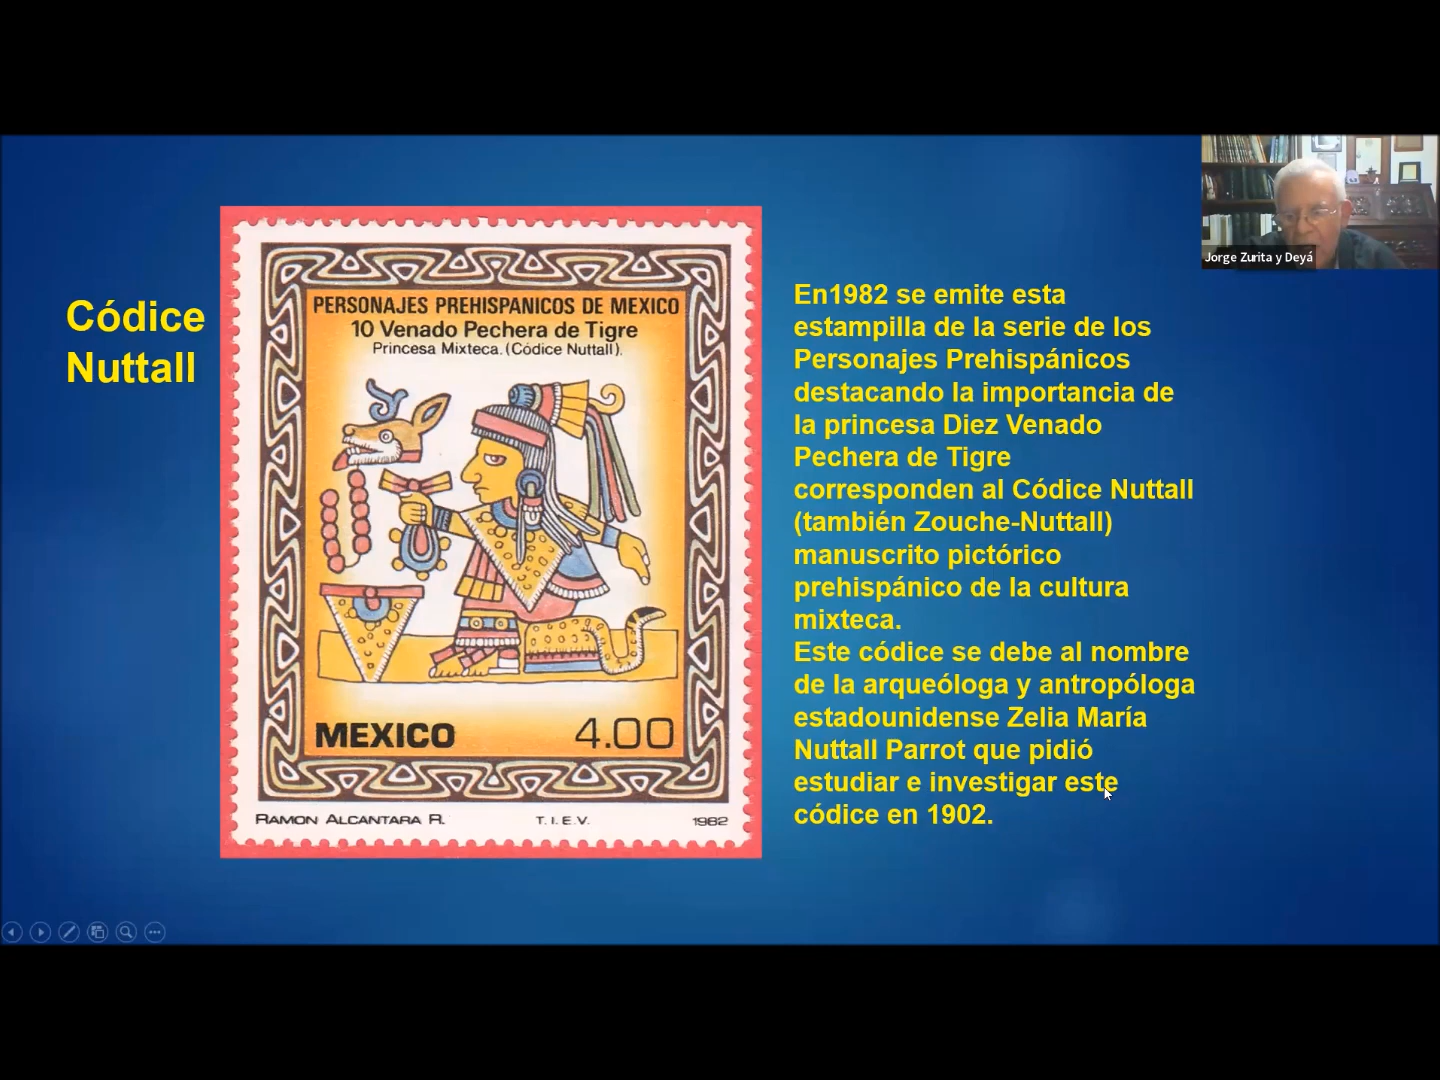 Jorge Zurita y Deyá
Códice
Nuttall
PERSONAJES PREHISPANICOS DE MEXICO
10 Venado Pechera de Tigre
Princesa Mixteca. (Códice Nuttall).
MEXICO 4.00
RAMON ALCANTARA R. T. I. E. V. 1982
En1982 se emite esta
estampilla de la serie de los
Personajes Prehispánicos
destacando la importancia de
la princesa Diez Venado
Pechera de Tigre
corresponden al Códice Nuttall
(también Zouche-Nuttall)
manuscrito pictórico
prehispánico de la cultura
mixteca.
Este códice se debe al nombre
de la arqueóloga y antropóloga
estadounidense Zelia María
Nuttall Parrot que pidió
estudiar e investigar este
códice en 1902.